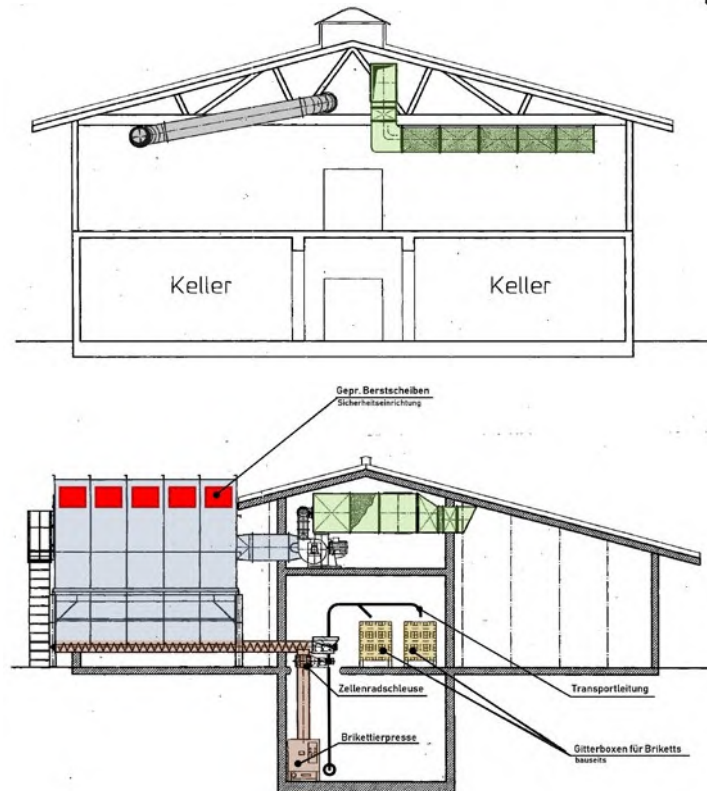 Keller
Keller
Gepr. Berstscheiben
Sicherheitseinrichtung
Zellenradschleuse
Transportleitung
Brikettierpresse
Gitterboxen für Briketts
bauseits